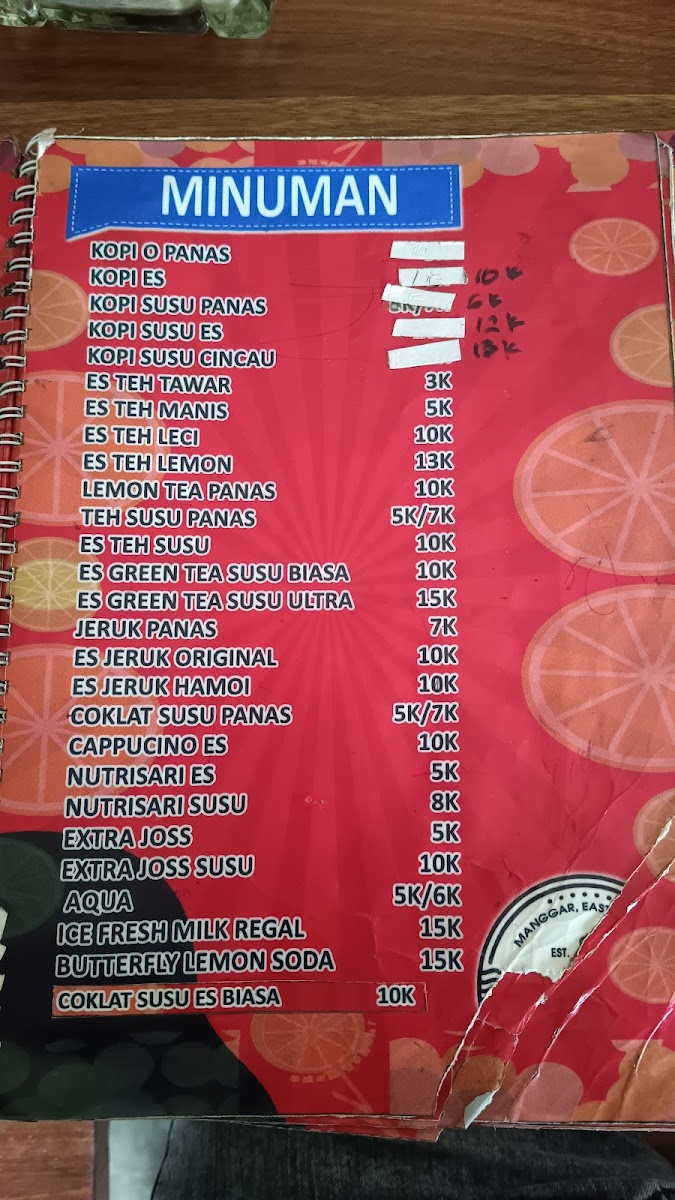 MINUMAN
KOPI O PANAS
KOPI ES 10K
KOPI SUSU PANAS 6K
KOPI SUSU ES 12K
KOPI SUSU CINCAU 13K
ES TEH TAWAR 3K
ES TEH MANIS 5K
ES TEH LECI 10K
ES TEH LEMON 13K
LEMON TEA PANAS 10K
TEH SUSU PANAS 5K/7K
ES TEH SUSU 10K
ES GREEN TEA SUSU BIASA 10K
ES GREEN TEA SUSU ULTRA 15K
JERUK PANAS 7K
ES JERUK ORIGINAL 10K
ES JERUK HAMOI 10K
COKLAT SUSU PANAS 5K/7K
CAPPUCINO ES 10K
NUTRISARI ES 5K
NUTRISARI SUSU 8K
EXTRA JOSS 5K
EXTRA JOSS SUSU 10K
AQUA 5K/6K
ICE FRESH MILK REGAL 15K
BUTTERFLY LEMON SODA 15K
COKLAT SUSU ES BIASA 10K
MANGGAR, EAST
EST.